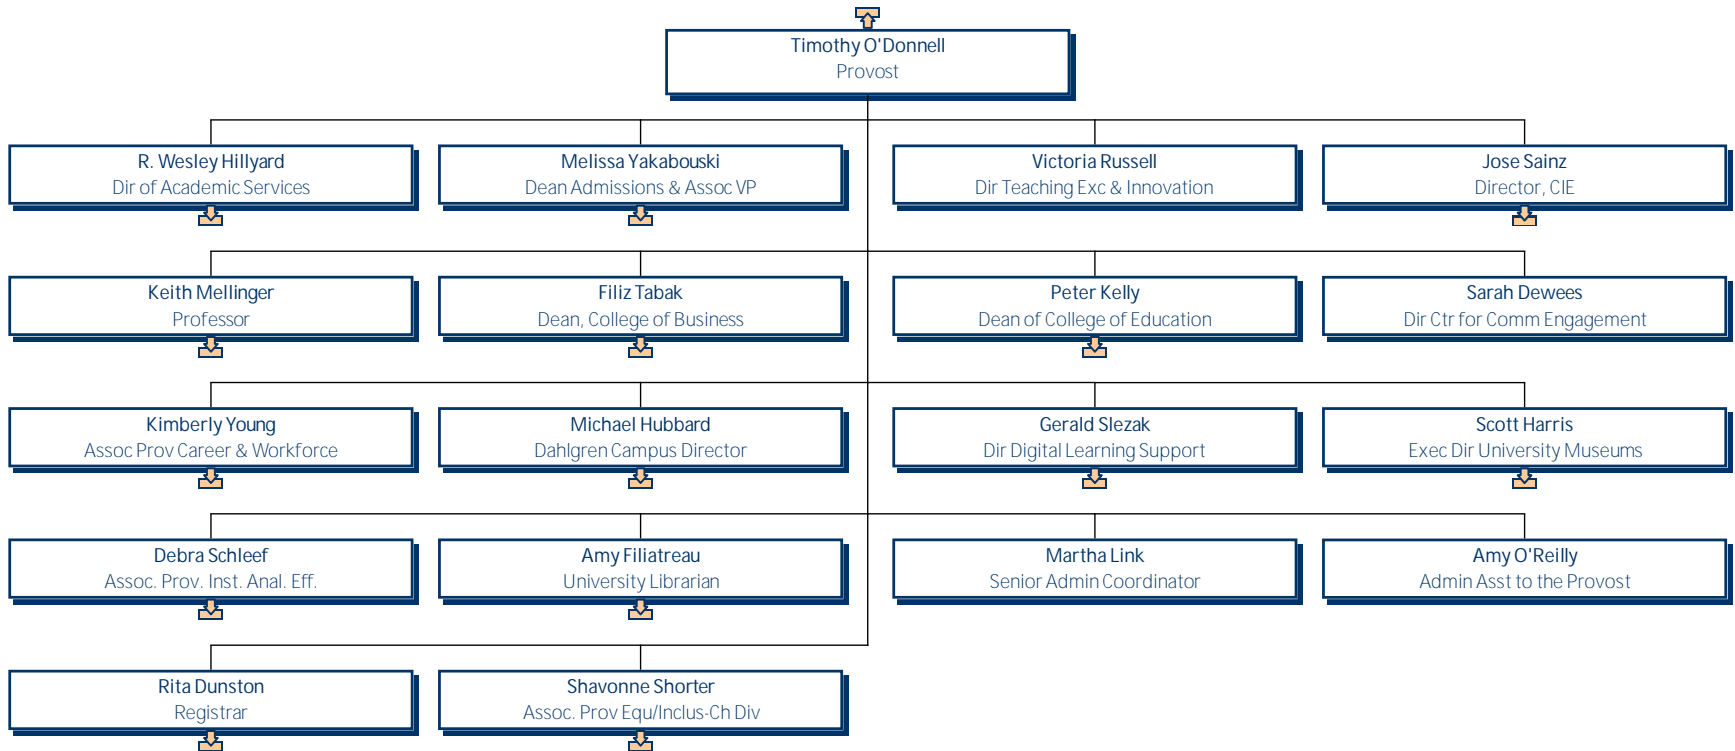 Timothy O'Donnell
Provost
R. Wesley Hillyard
Dir of Academic Services
Melissa Yakabouski
Dean Admissions & Assoc VP
Victoria Russell
Dir Teaching Exc & Innovation
Jose Sainz
Director, CIE
Keith Mellinger
Professor
Filiz Tabak
Dean, College of Business
Peter Kelly
Dean of College of Education
Sarah Dewees
Dir Ctr for Comm Engagement
Kimberly Young
Assoc Prov Career & Workforce
Michael Hubbard
Dahlgren Campus Director
Gerald Slezak
Dir Digital Learning Support
Scott Harris
Exec Dir University Museums
Debra Schleef
Assoc. Prov. Inst. Anal. Eff.
Amy Filiatreau
University Librarian
Martha Link
Senior Admin Coordinator
Amy O'Reilly
Admin Asst to the Provost
Rita Dunston
Registrar
Shavonne Shorter
Assoc. Prov Equ/Inclus-Ch Div